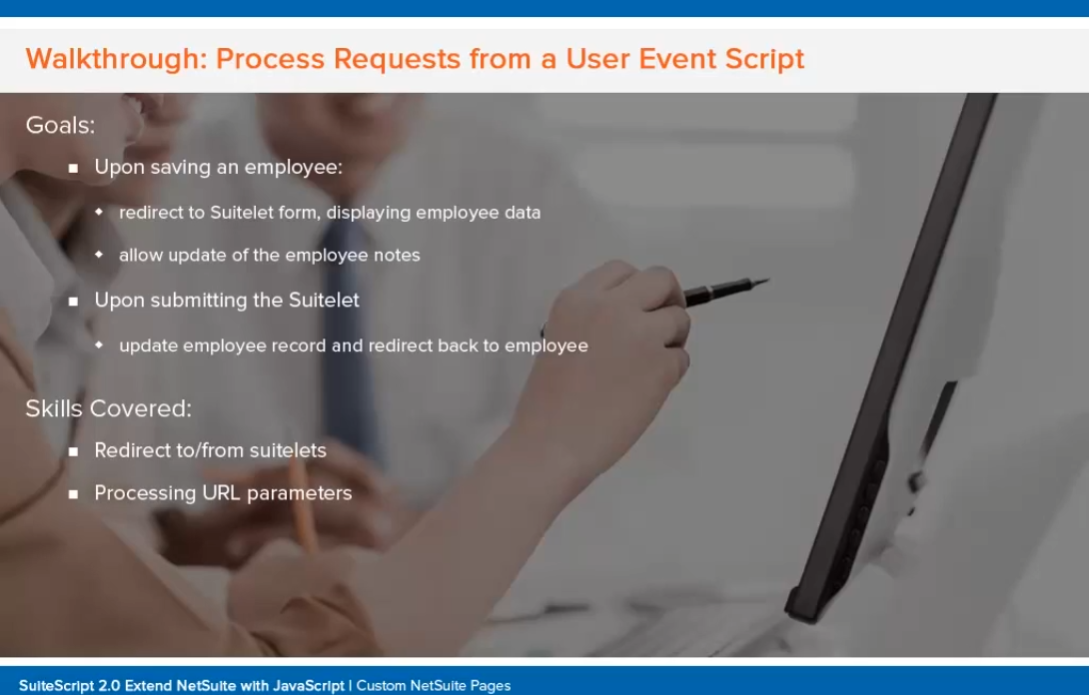 Walkthrough: Process Requests from a User Event Script
Goals:
Upon saving an employee:
redirect to Suitelet form, displaying employee data
allow update of the employee notes
Upon submitting the Suitelet
update employee record and redirect back to employee
Skills Covered:
Redirect to/from suitelets
Processing URL parameters
SuiteScript 2.0 Extend NetSuite with JavaScript | Custom NetSuite Pages